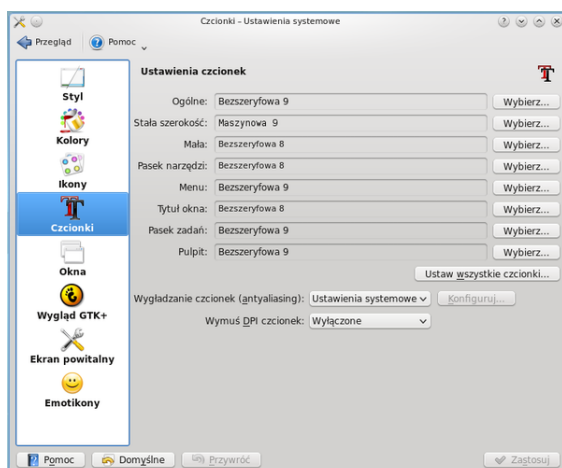 Czcionki – Ustawienia systemowe
Przegląd Pomoc
Styl
Kolory
Ikony
Czcionki
Okna
Wygląd GTK+
Ekran powitalny
Emotikony
Ustawienia czcionek
Ogólne: Bezszeryfowa 9 Wybierz...
Stała szerokość: Maszynowa 9 Wybierz...
Mała: Bezszeryfowa 8 Wybierz...
Pasek narzędzi: Bezszeryfowa 8 Wybierz...
Menu: Bezszeryfowa 9 Wybierz...
Tytuł okna: Bezszeryfowa 8 Wybierz...
Pasek zadań: Bezszeryfowa 9 Wybierz...
Pulpit: Bezszeryfowa 9 Wybierz...
Ustaw wszystkie czcionki...
Wygładzanie czcionek (antyaliasing): Ustawienia systemowe Konfiguruj...
Wymuś DPI czcionek: Wyłączone
Pomoc Domyślne Przywróć Zastosuj